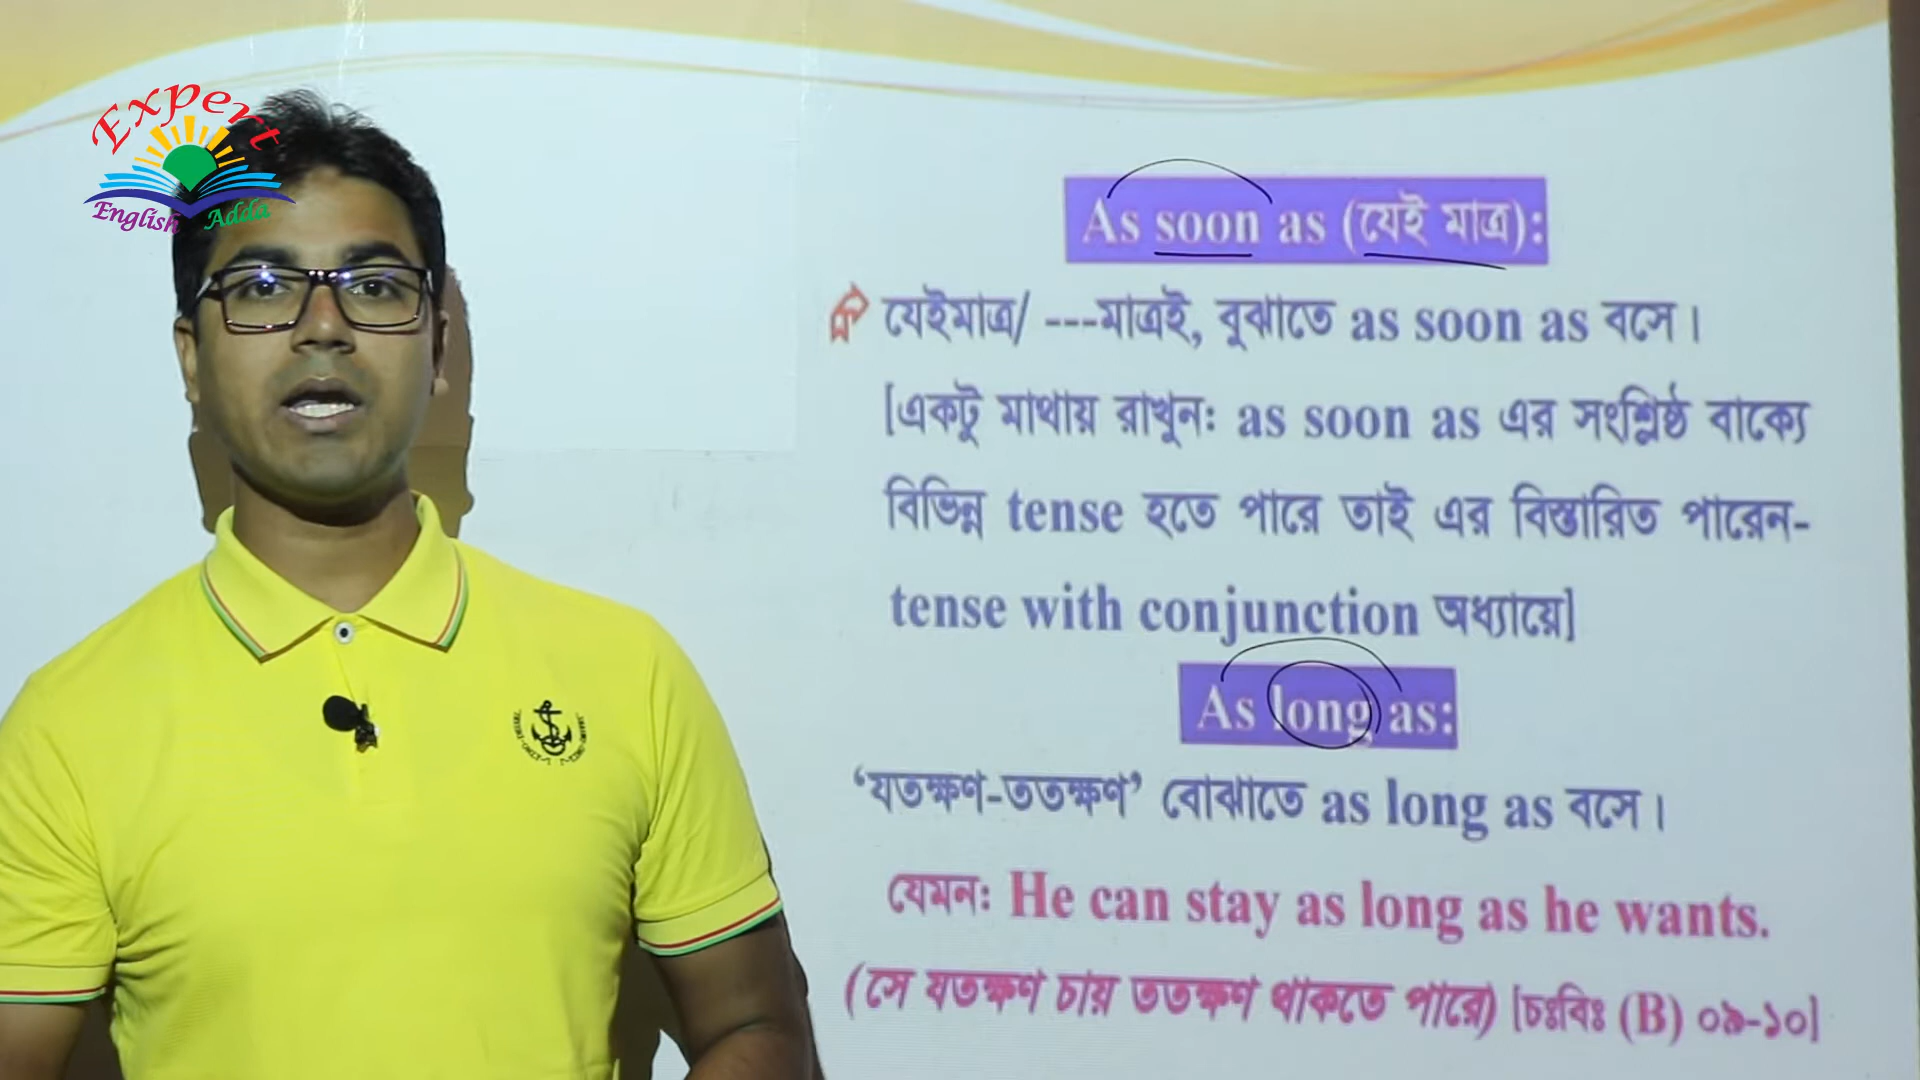 Expert
English Adda
As soon as (যেই মাত্র):
যেইমাত্র/ ---মাত্রই, বুঝাতে as soon as বসে।
[একটু মাথায় রাখুন: as soon as এর সংশ্লিষ্ঠ বাক্যে
বিভিন্ন tense হতে পারে তাই এর বিস্তারিত পারেন-
tense with conjunction অধ্যায়ে]
As long as:
‘যতক্ষণ-ততক্ষণ’ বোঝাতে as long as বসে।
যেমন: He can stay as long as he wants.
(সে যতক্ষণ চায় ততক্ষণ থাকতে পারে) [চঃবিঃ (B) ০৯-১০]